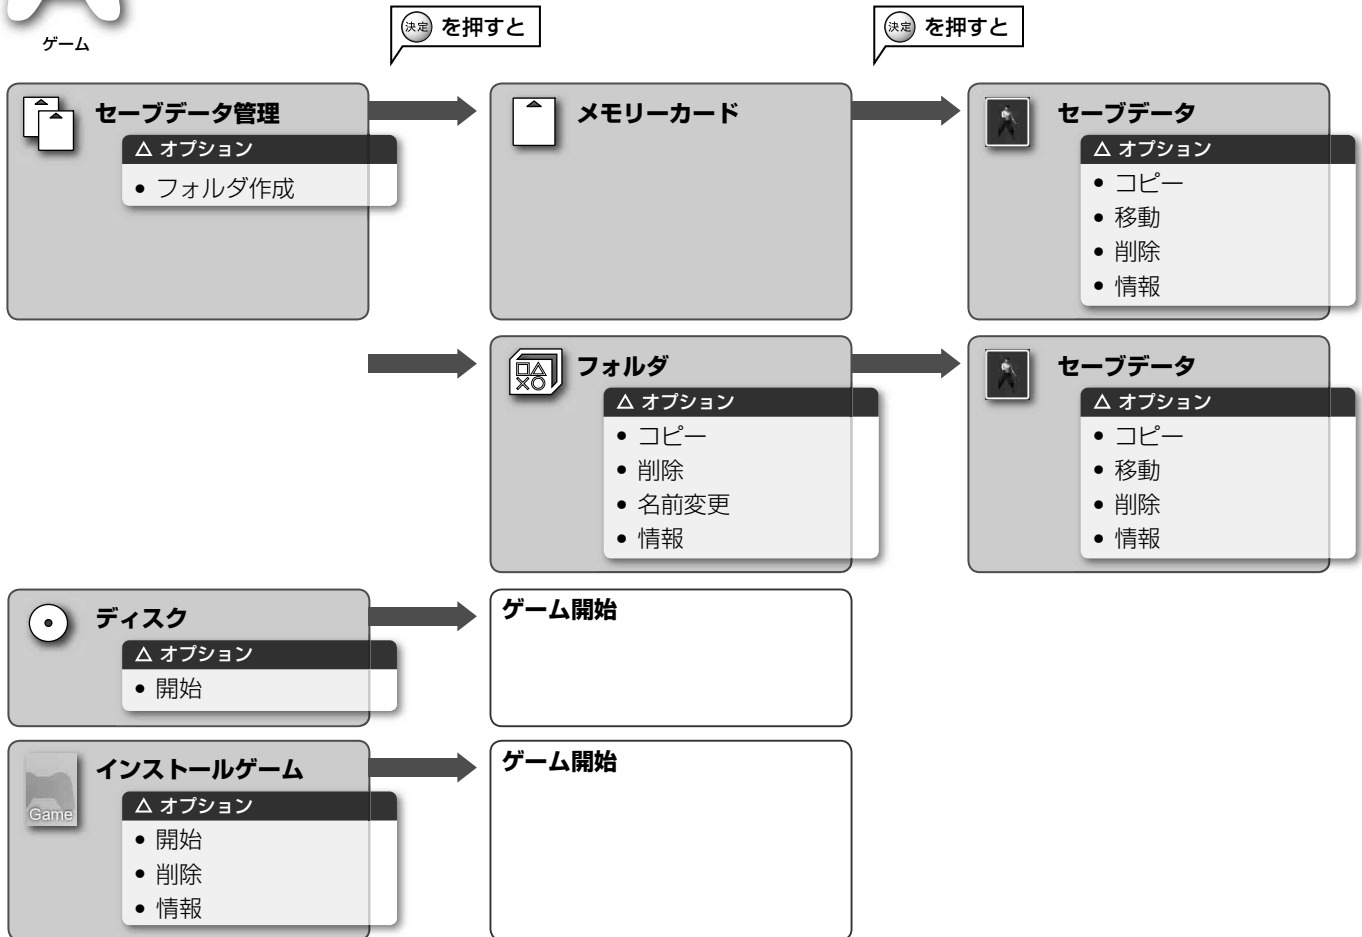 ゲーム
決定 を押すと
決定 を押すと
セーブデータ管理
△ オプション
• フォルダ作成
メモリーカード
セーブデータ
△ オプション
• コピー
• 移動
• 削除
• 情報
フォルダ
△ オプション
• コピー
• 削除
• 名前変更
• 情報
セーブデータ
△ オプション
• コピー
• 移動
• 削除
• 情報
ディスク
△ オプション
• 開始
ゲーム開始
Game
インストールゲーム
△ オプション
• 開始
• 削除
• 情報
ゲーム開始